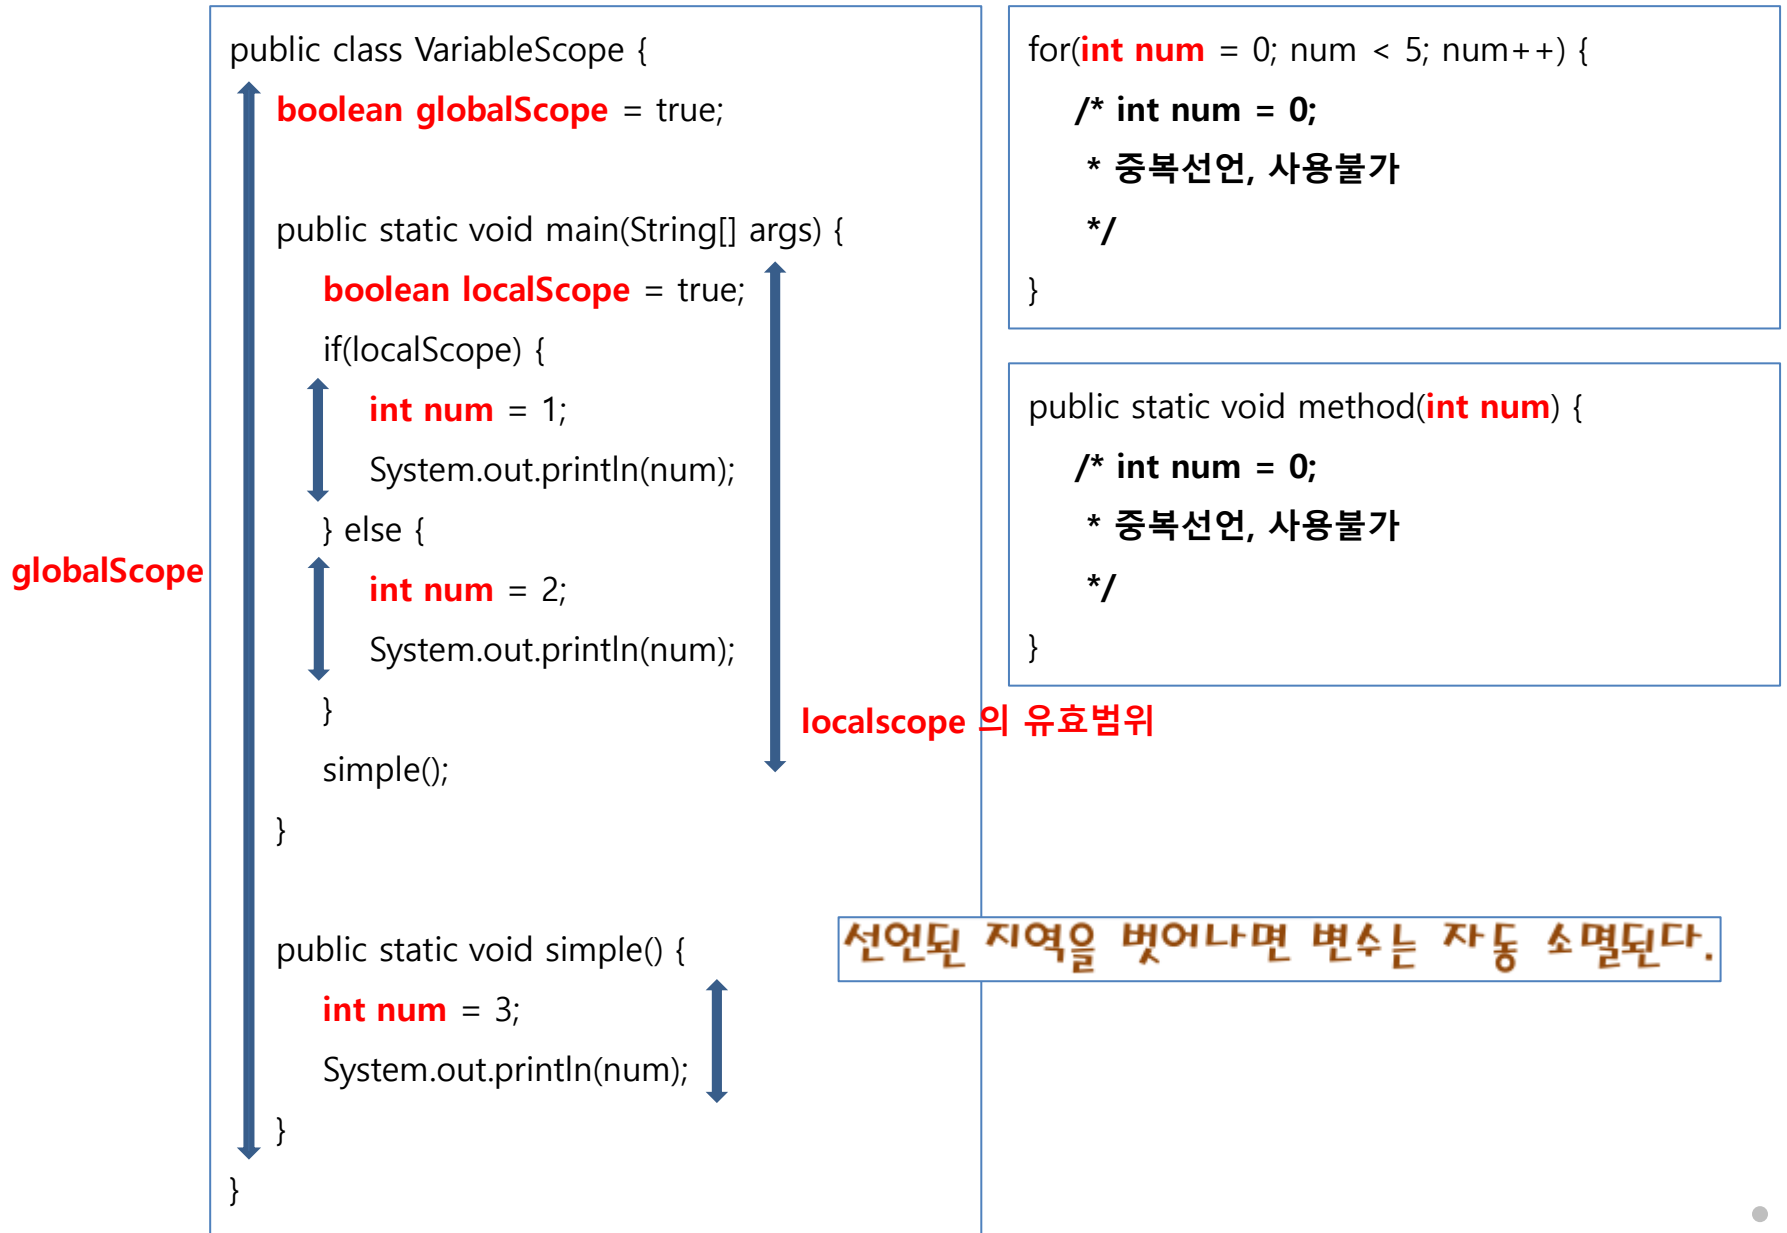 public class VariableScope {
boolean globalScope = true;
public static void main(String[] args) {
boolean localScope = true;
if(localScope) {
int num = 1;
System.out.println(num);
} else {
int num = 2;
System.out.println(num);
}
simple();
}
public static void simple() {
int num = 3;
System.out.println(num);
}
}
globalScope
localscope 의 유효범위
for(int num = 0; num < 5; num++) {
/* int num = 0;
* 중복선언, 사용불가
*/
}
public static void method(int num) {
/* int num = 0;
* 중복선언, 사용불가
*/
}
선언된 지역을 벗어나면 변수는 자동 소멸된다.